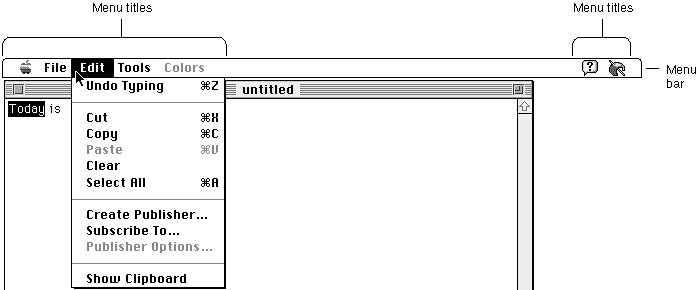 Menu titles Menu titles
File Edit Tools Colors
Menu bar
Undo Typing ⌘Z
untitled
Today is
Cut ⌘X
Copy ⌘C
Paste ⌘V
Clear
Select All ⌘A
Create Publisher...
Subscribe To...
Publisher Options...
Show Clipboard